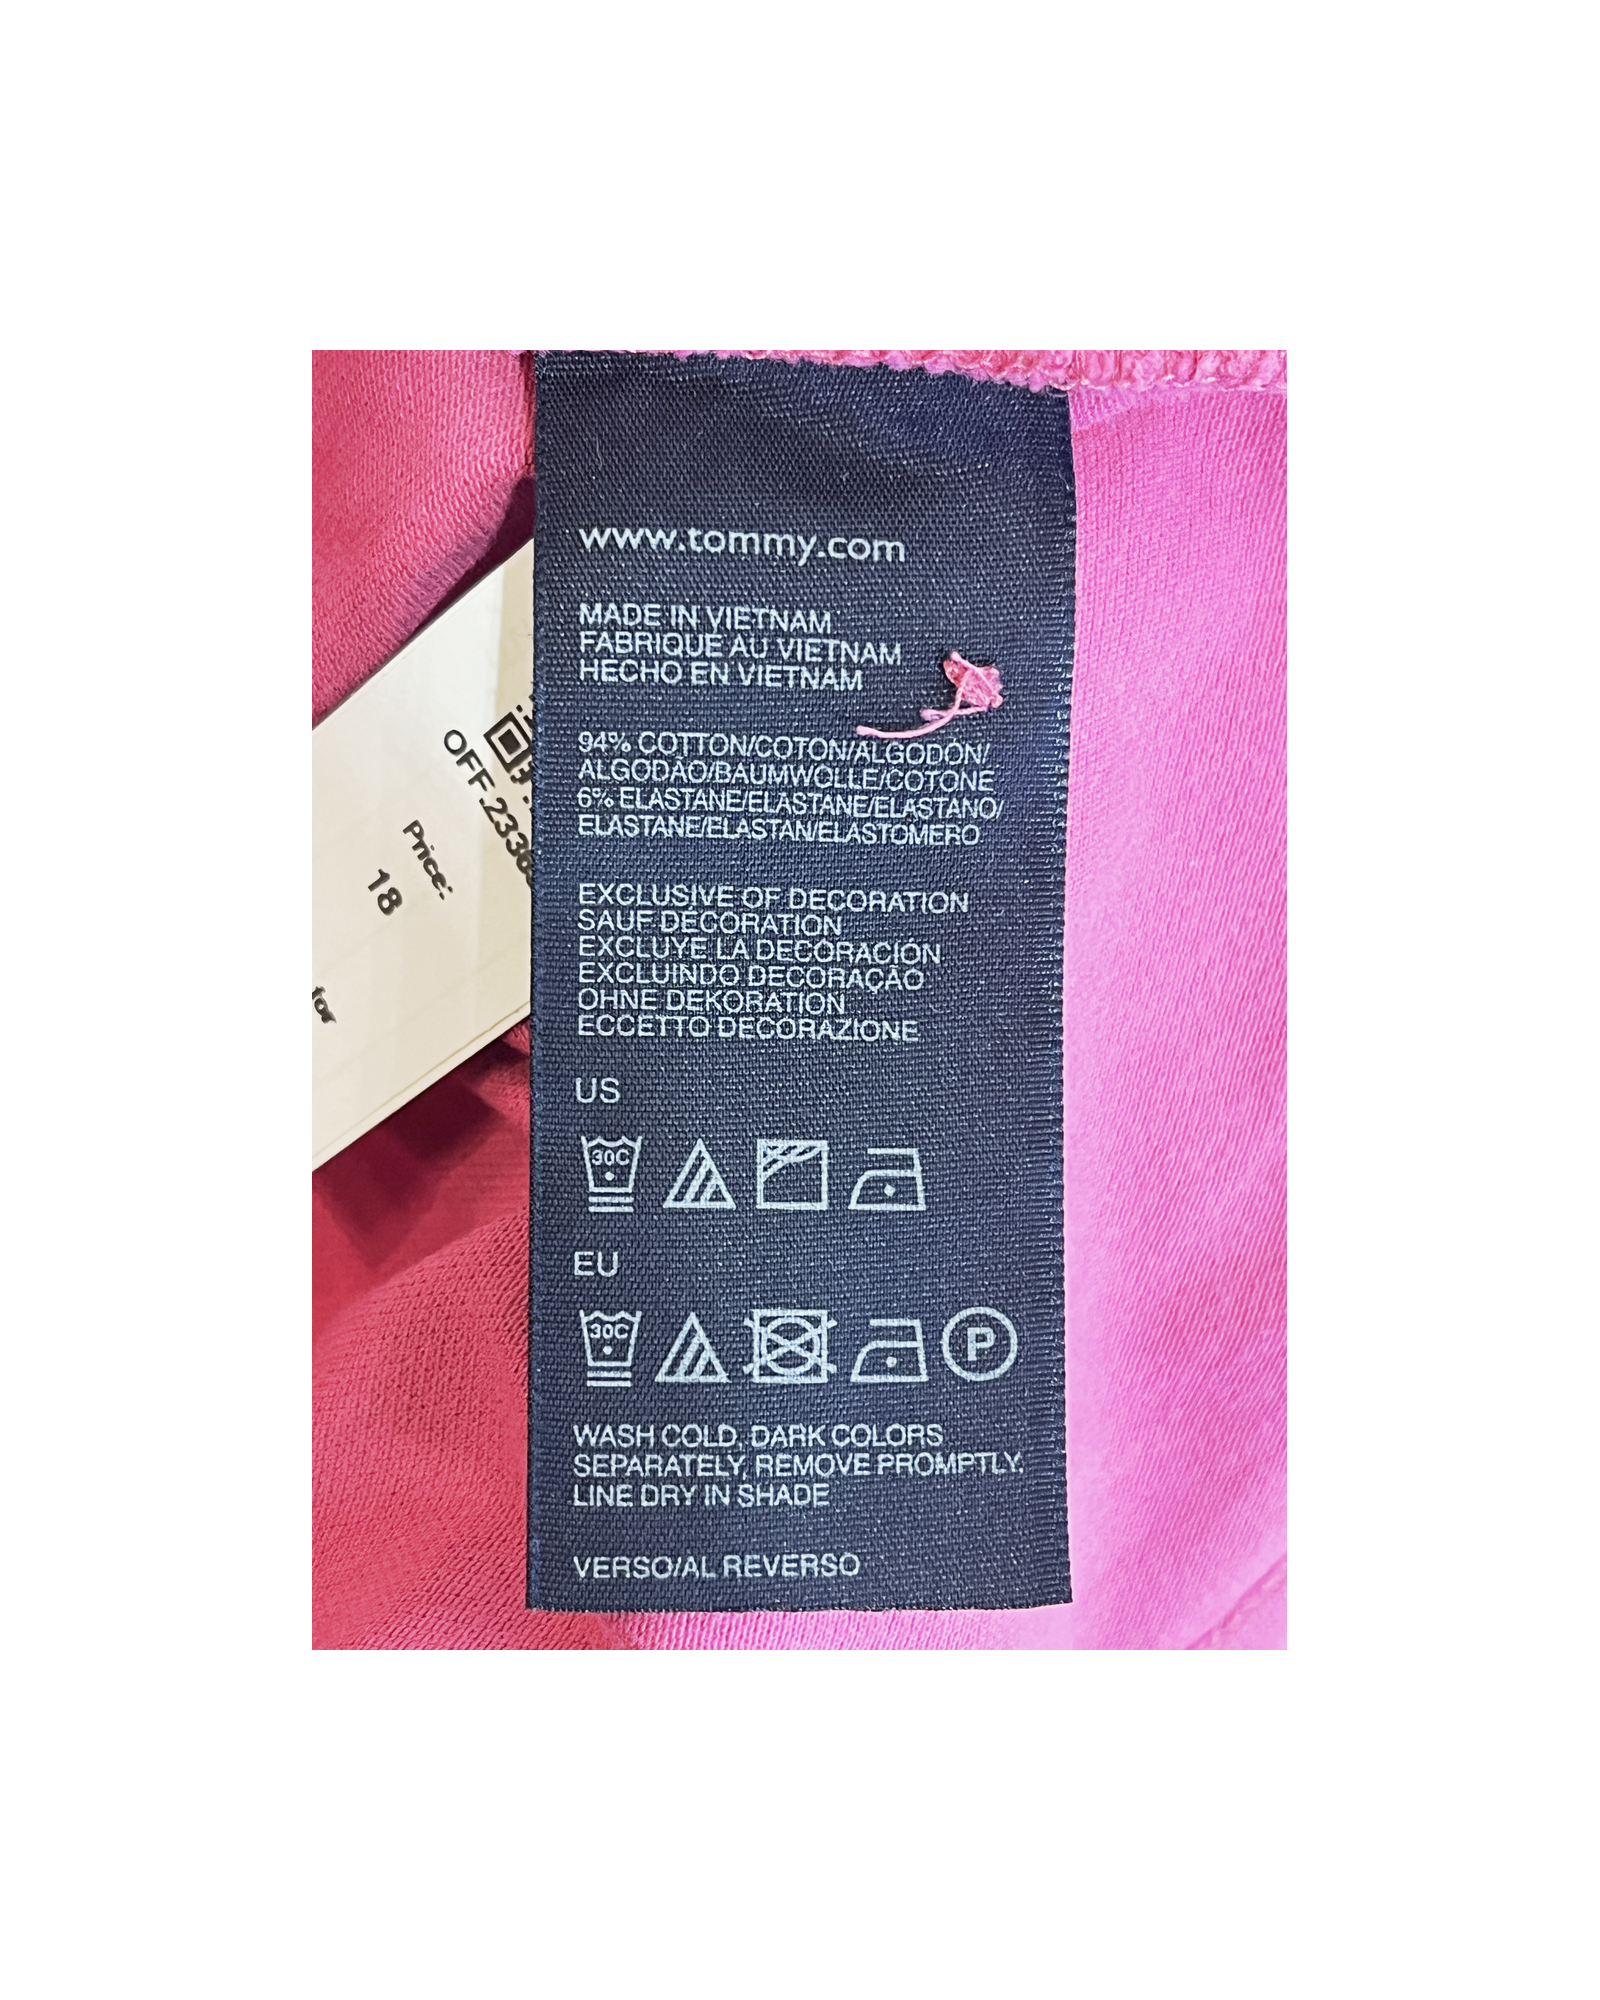 www.tommy.com
MADE IN VIETNAM
FABRIQUE AU VIETNAM
HECHO EN VIETNAM
94% COTTON/COTON/ALGODÓN/
ALGODÃO/BAUMWOLLE/COTONE
6% ELASTANE/ELASTANE/ELASTANO/
ELASTANE/ELASTAN/ELASTOMERO
EXCLUSIVE OF DECORATION
SAUF DÉCORATION
EXCLUYE LA DECORACIÓN
EXCLUINDO DECORAÇÃO
OHNE DEKORATION
ECCETTO DECORAZIONE
US
30C
EU
30C
P
WASH COLD, DARK COLORS
SEPARATELY, REMOVE PROMPTLY.
LINE DRY IN SHADE
VERSO/AL REVERSO
Price:
18